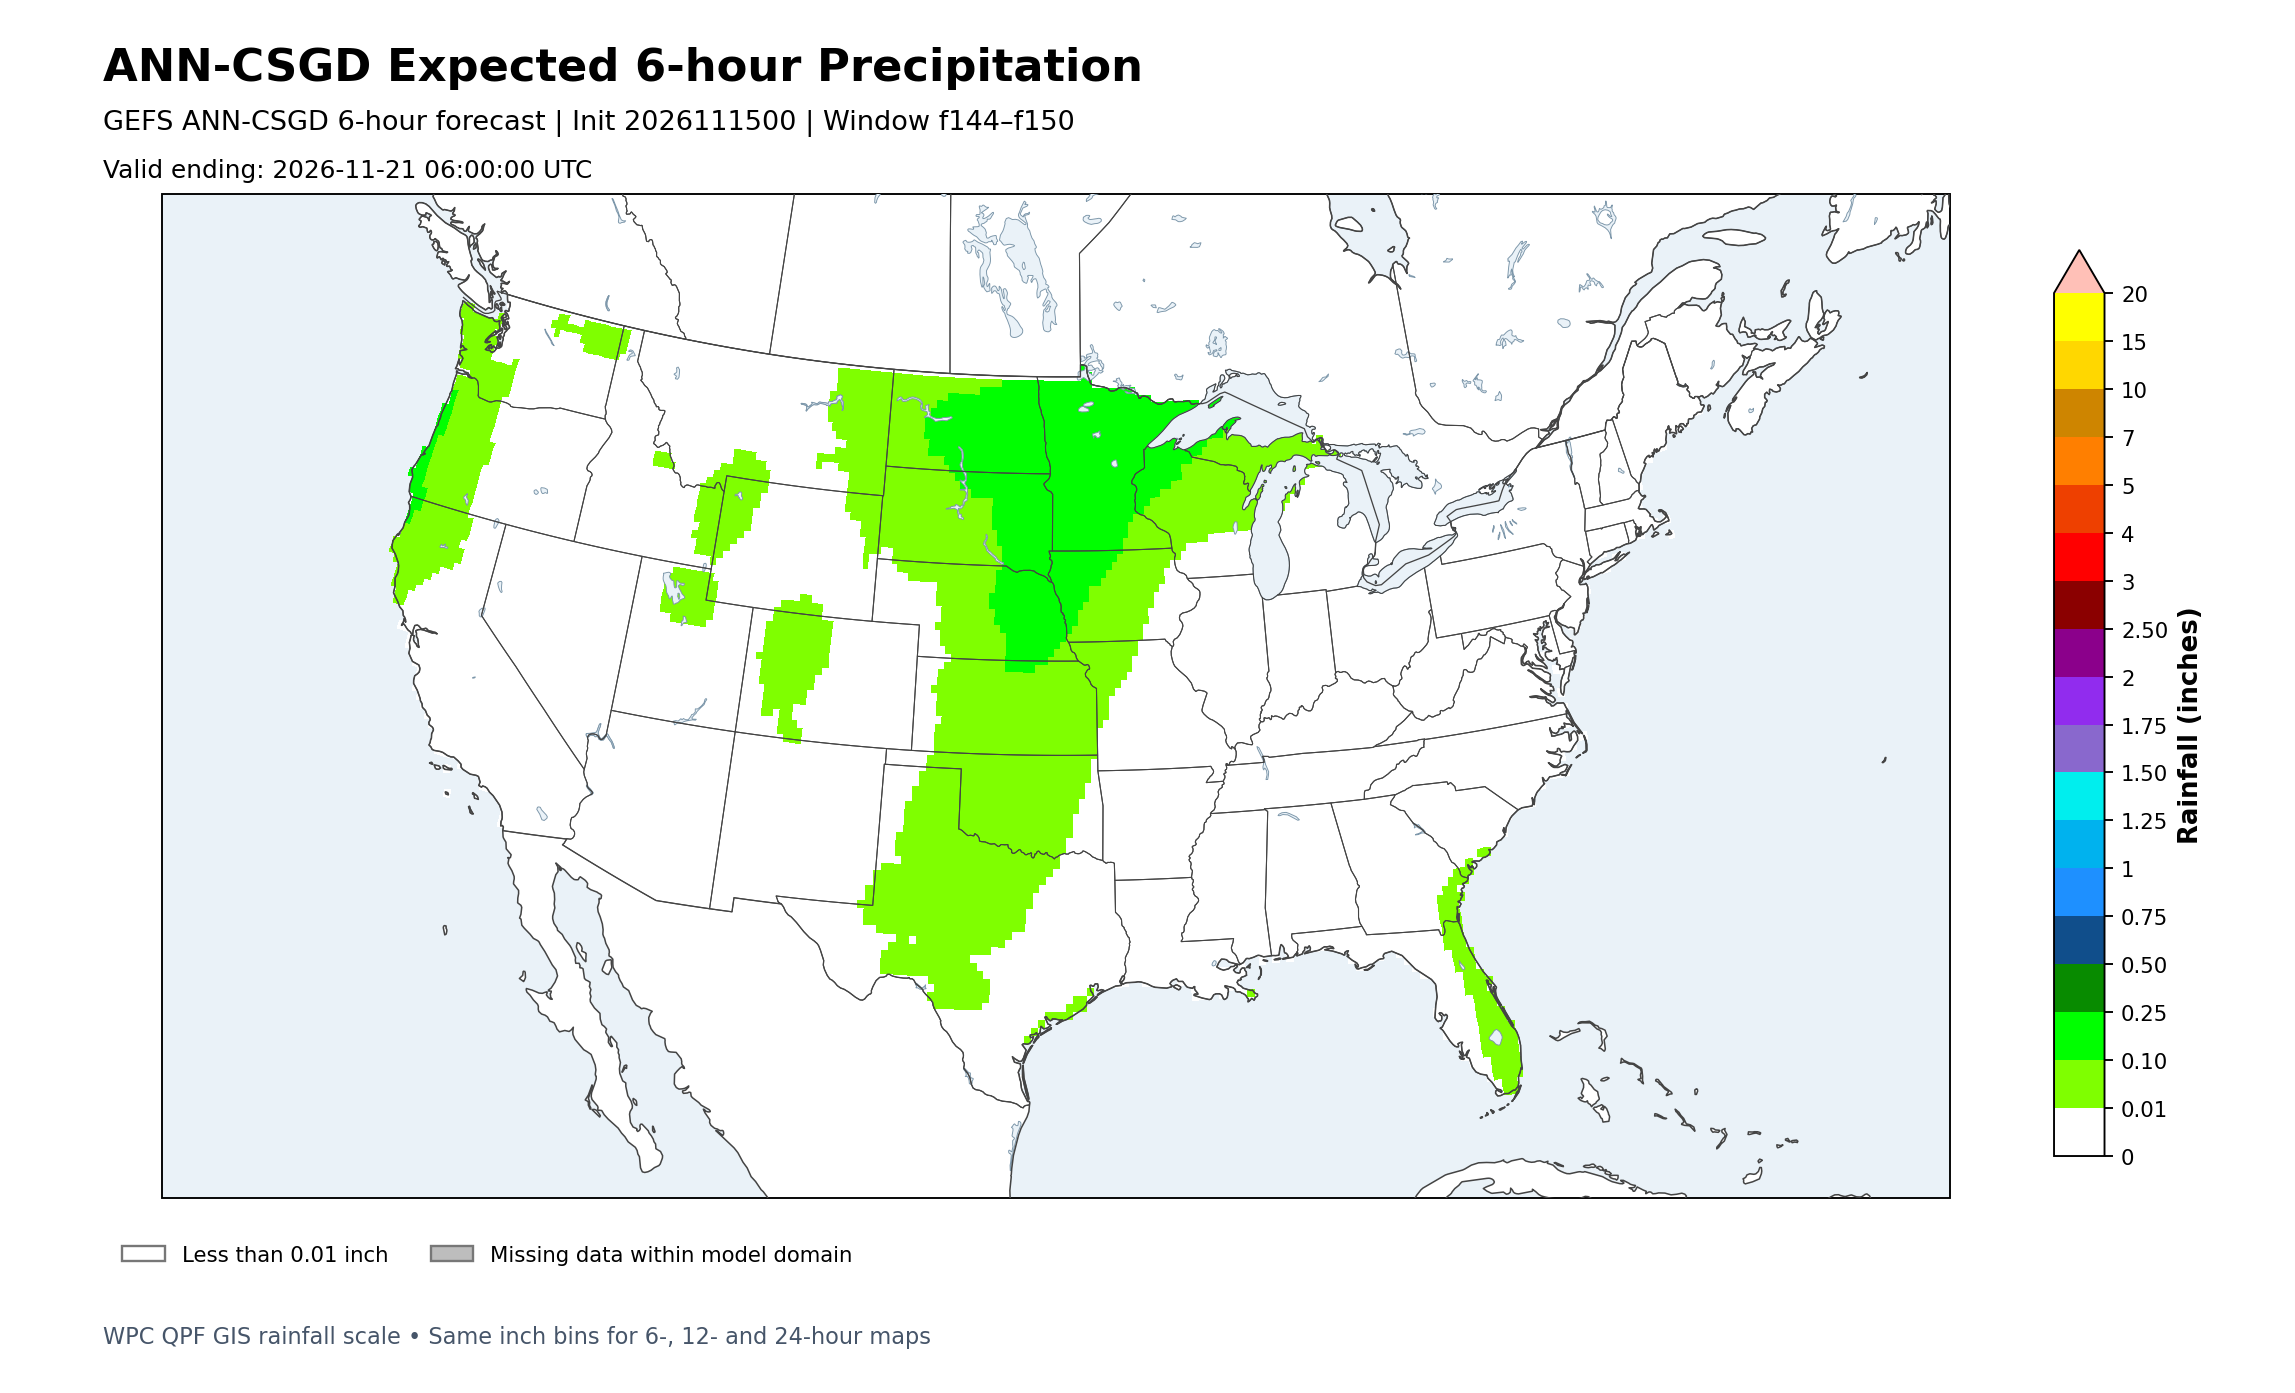 ANN-CSGD Expected 6-hour Precipitation
GEFS ANN-CSGD 6-hour forecast | Init 2026111500 | Window f144–f150
Valid ending: 2026-11-21 06:00:00 UTC
20
15
10
7
5
4
3
2.50
2
1.75
1.50
1.25
1
0.75
0.50
0.25
0.10
0.01
0
Rainfall (inches)
Less than 0.01 inch
Missing data within model domain
WPC QPF GIS rainfall scale • Same inch bins for 6-, 12- and 24-hour maps